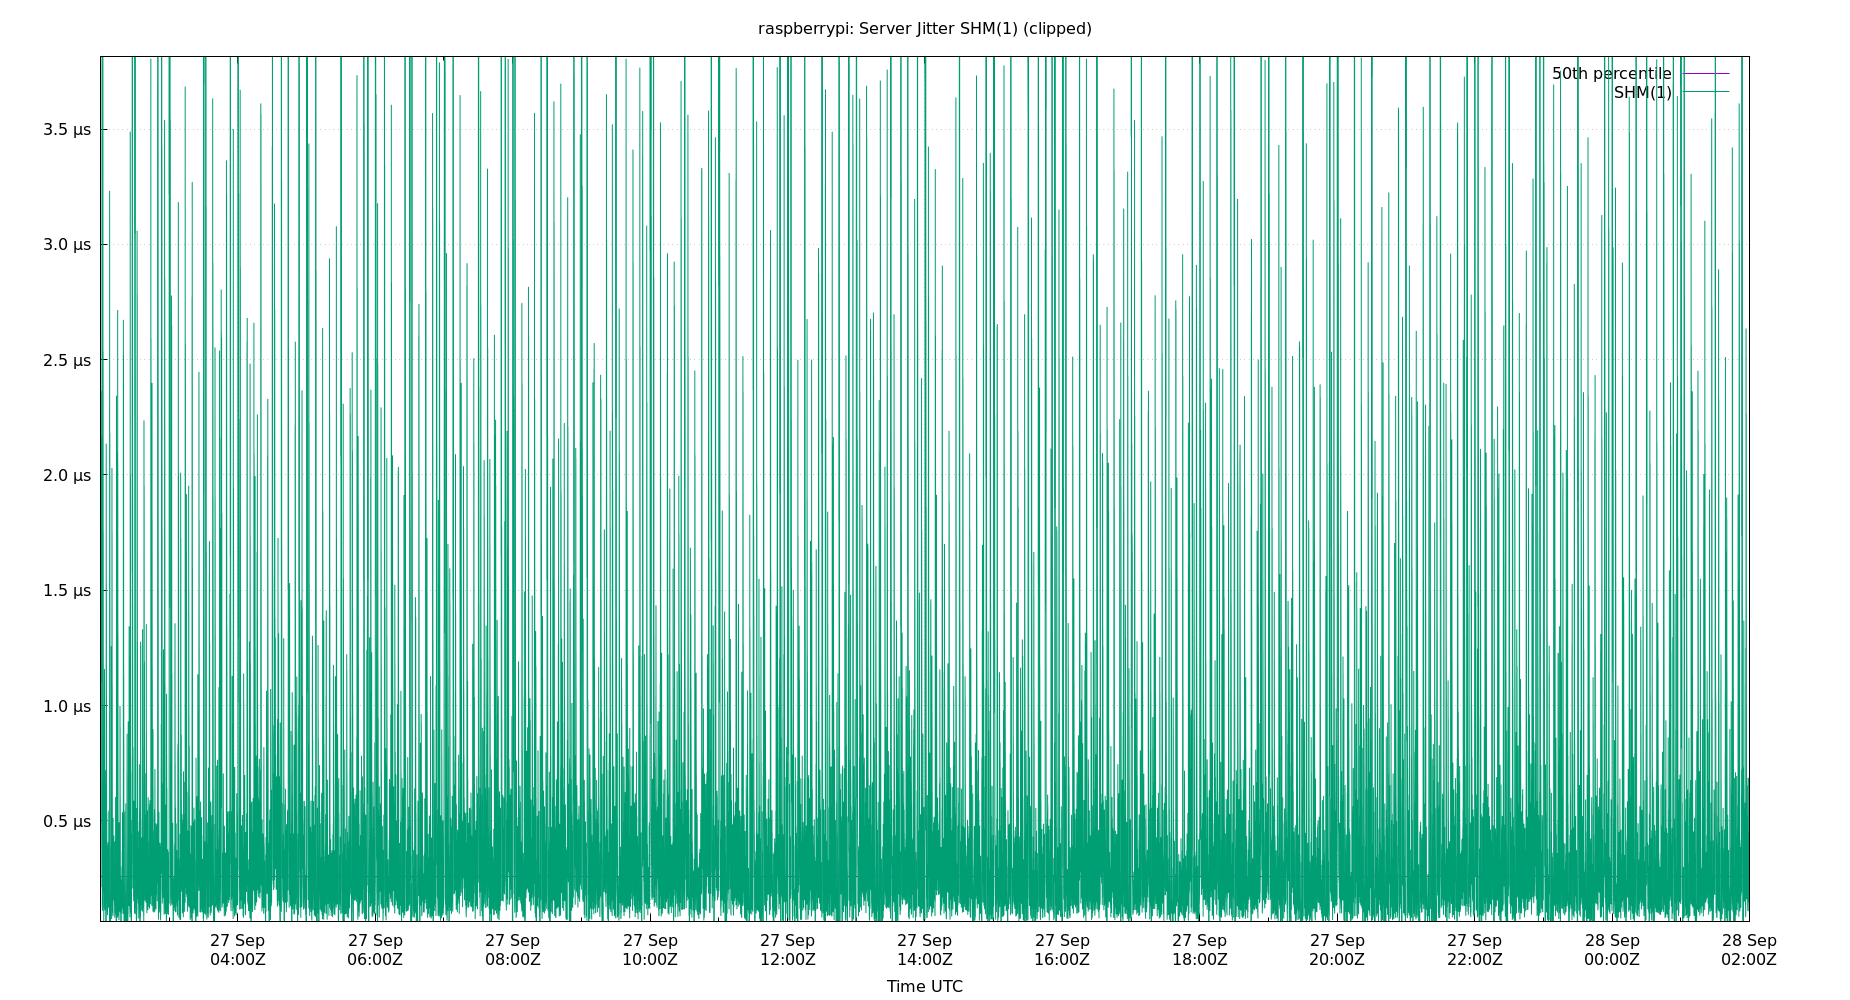 raspberrypi: Server Jitter SHM(1) (clipped)
50th percentile
SHM(1)
3.5 µs
3.0 µs
2.5 µs
2.0 µs
1.5 µs
1.0 µs
0.5 µs
27 Sep 27 Sep 27 Sep 27 Sep 27 Sep 27 Sep 27 Sep 27 Sep 27 Sep 27 Sep 28 Sep 28 Sep
04:00Z 06:00Z 08:00Z 10:00Z 12:00Z 14:00Z 16:00Z 18:00Z 20:00Z 22:00Z 00:00Z 02:00Z
Time UTC